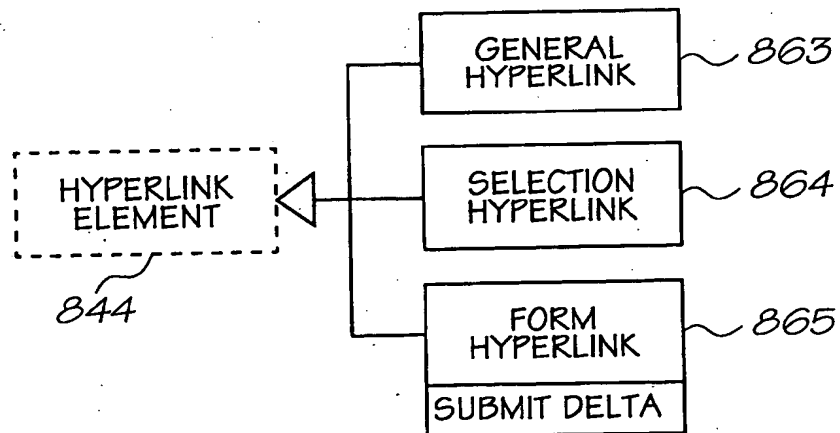 GENERAL
HYPERLINK
863
HYPERLINK
ELEMENT
844
SELECTION
HYPERLINK
864
FORM
HYPERLINK
865
SUBMIT DELTA